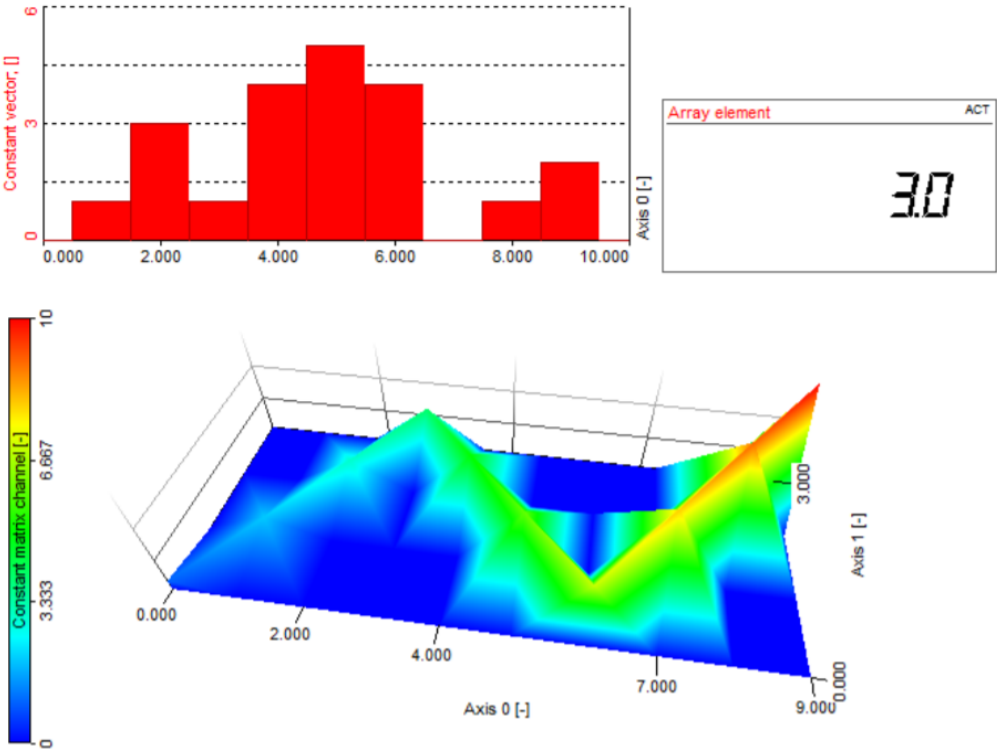 Constant vector; []
6
3
0
0.000 2.000 4.000 6.000 8.000 10.000
Axis 0 [-]
Array element ACT
3.0
Constant matrix channel [-]
10
6.667
3.333
0
0.000
2.000
4.000
7.000
9.000
Axis 0 [-]
0.000
3.000
Axis 1 [-]